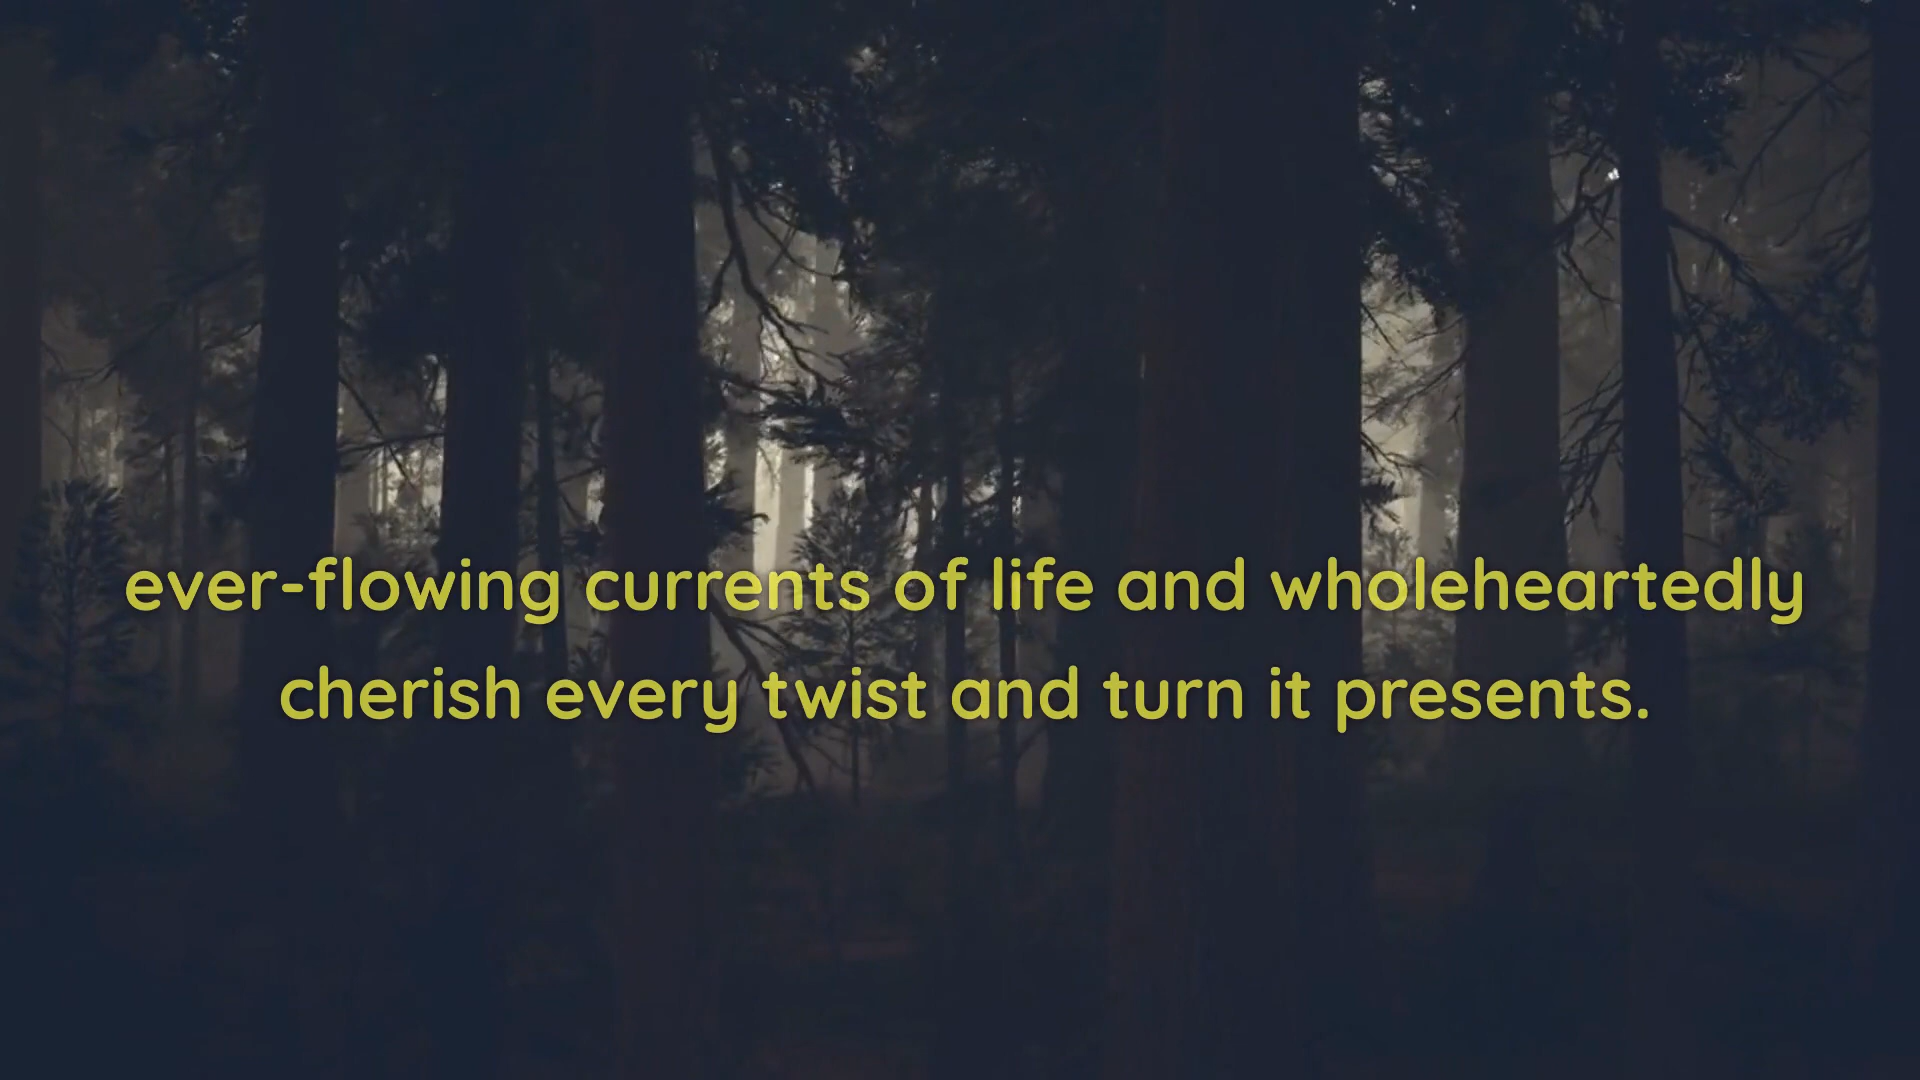 ever-flowing currents of life and wholeheartedly
cherish every twist and turn it presents.